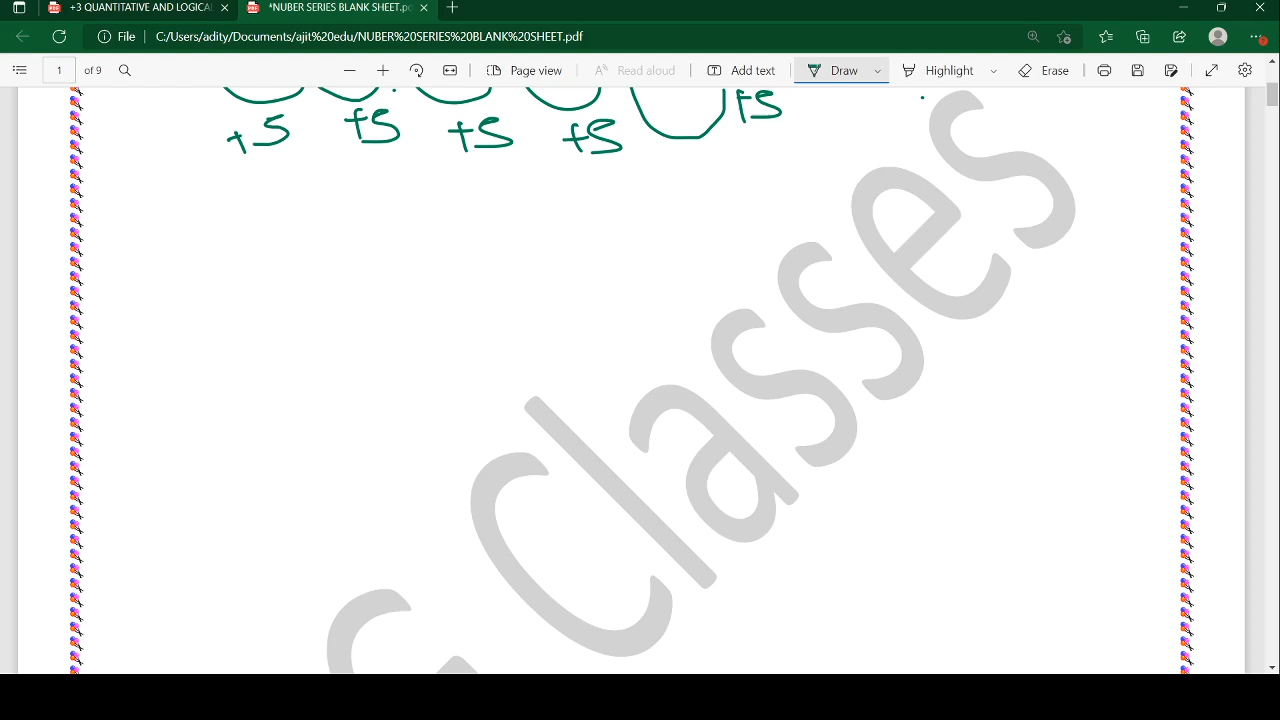 +3 QUANTITATIVE AND LOGICAL
*NUBER SERIES BLANK SHEET.pd
File
C:/Users/adity/Documents/ajit%20edu/NUBER%20SERIES%20BLANK%20SHEET.pdf
1 of 9
Page view
Read aloud
Add text
Draw
Highlight
Erase
+5 +5 +5 +5 +5
G Classes